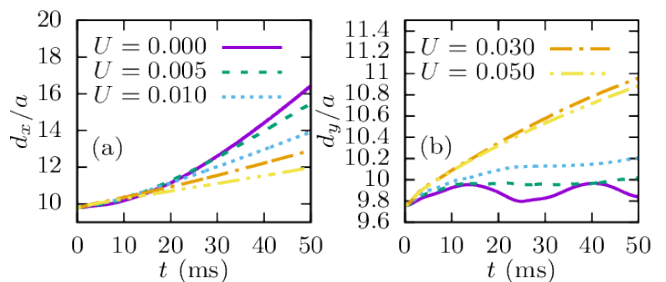 20
18
16
14
12
10
d_x/a
U = 0.000
U = 0.005
U = 0.010
(a)
0 10 20 30 40 50
t (ms)
11.4
11.2
11
10.8
10.6
10.4
10.2
10
9.8
9.6
d_y/a
U = 0.030
U = 0.050
(b)
0 10 20 30 40 50
t (ms)